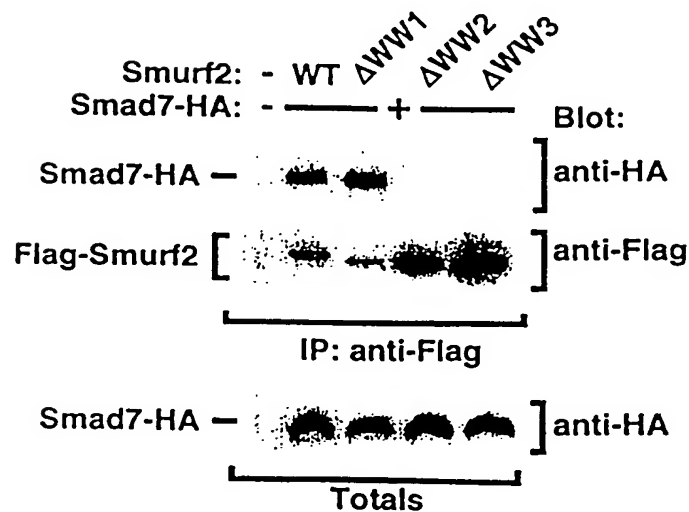 Smurf2: - WT ΔWW1 ΔWW2 ΔWW3
Smad7-HA: - +
Blot:
Smad7-HA anti-HA
Flag-Smurf2 anti-Flag
IP: anti-Flag
Smad7-HA anti-HA
Totals